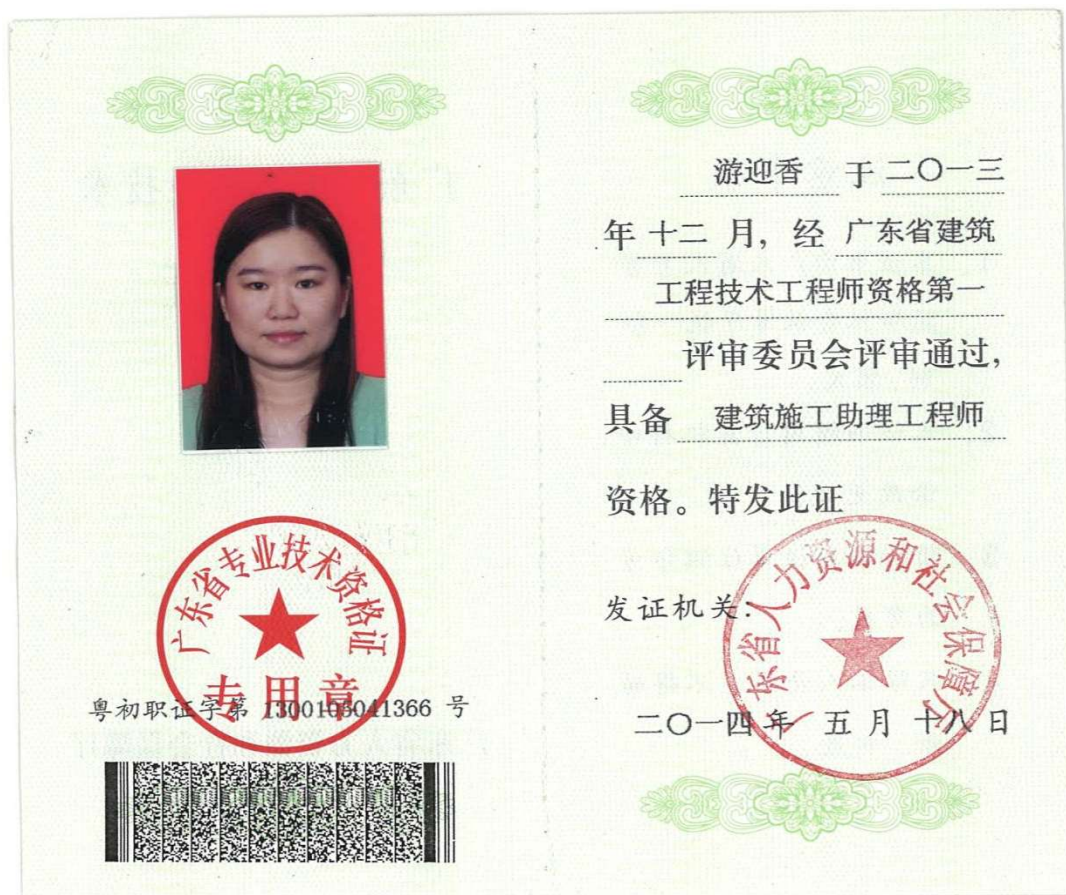 广东省专业技术资格证
专用章
粤初职证字第 1300103041366 号
游迎香 于 二〇一三
年 十二 月，经 广东省建筑
工程技术工程师资格第一
评审委员会评审通过，
具备 建筑施工助理工程师
资格。特发此证
发证机关：
广东省人力资源和社会保障厅
二〇一四 年 五 月 十八 日